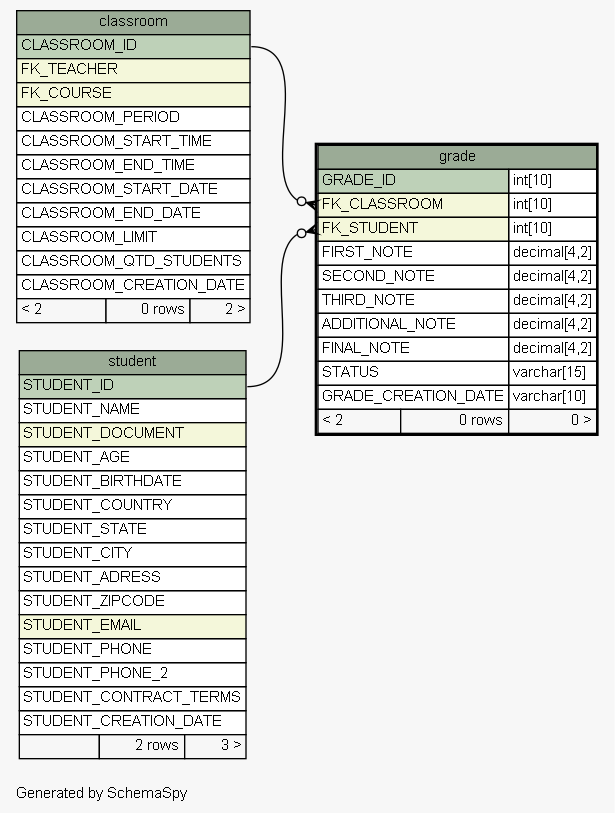 classroom
CLASSROOM_ID
FK_TEACHER
FK_COURSE
CLASSROOM_PERIOD
CLASSROOM_START_TIME
CLASSROOM_END_TIME
CLASSROOM_START_DATE
CLASSROOM_END_DATE
CLASSROOM_LIMIT
CLASSROOM_QTD_STUDENTS
CLASSROOM_CREATION_DATE
< 2 0 rows 2 >
grade
GRADE_ID int[10]
FK_CLASSROOM int[10]
FK_STUDENT int[10]
FIRST_NOTE decimal[4,2]
SECOND_NOTE decimal[4,2]
THIRD_NOTE decimal[4,2]
ADDITIONAL_NOTE decimal[4,2]
FINAL_NOTE decimal[4,2]
STATUS varchar[15]
GRADE_CREATION_DATE varchar[10]
< 2 0 rows 0 >
student
STUDENT_ID
STUDENT_NAME
STUDENT_DOCUMENT
STUDENT_AGE
STUDENT_BIRTHDATE
STUDENT_COUNTRY
STUDENT_STATE
STUDENT_CITY
STUDENT_ADRESS
STUDENT_ZIPCODE
STUDENT_EMAIL
STUDENT_PHONE
STUDENT_PHONE_2
STUDENT_CONTRACT_TERMS
STUDENT_CREATION_DATE
2 rows 3 >
Generated by SchemaSpy